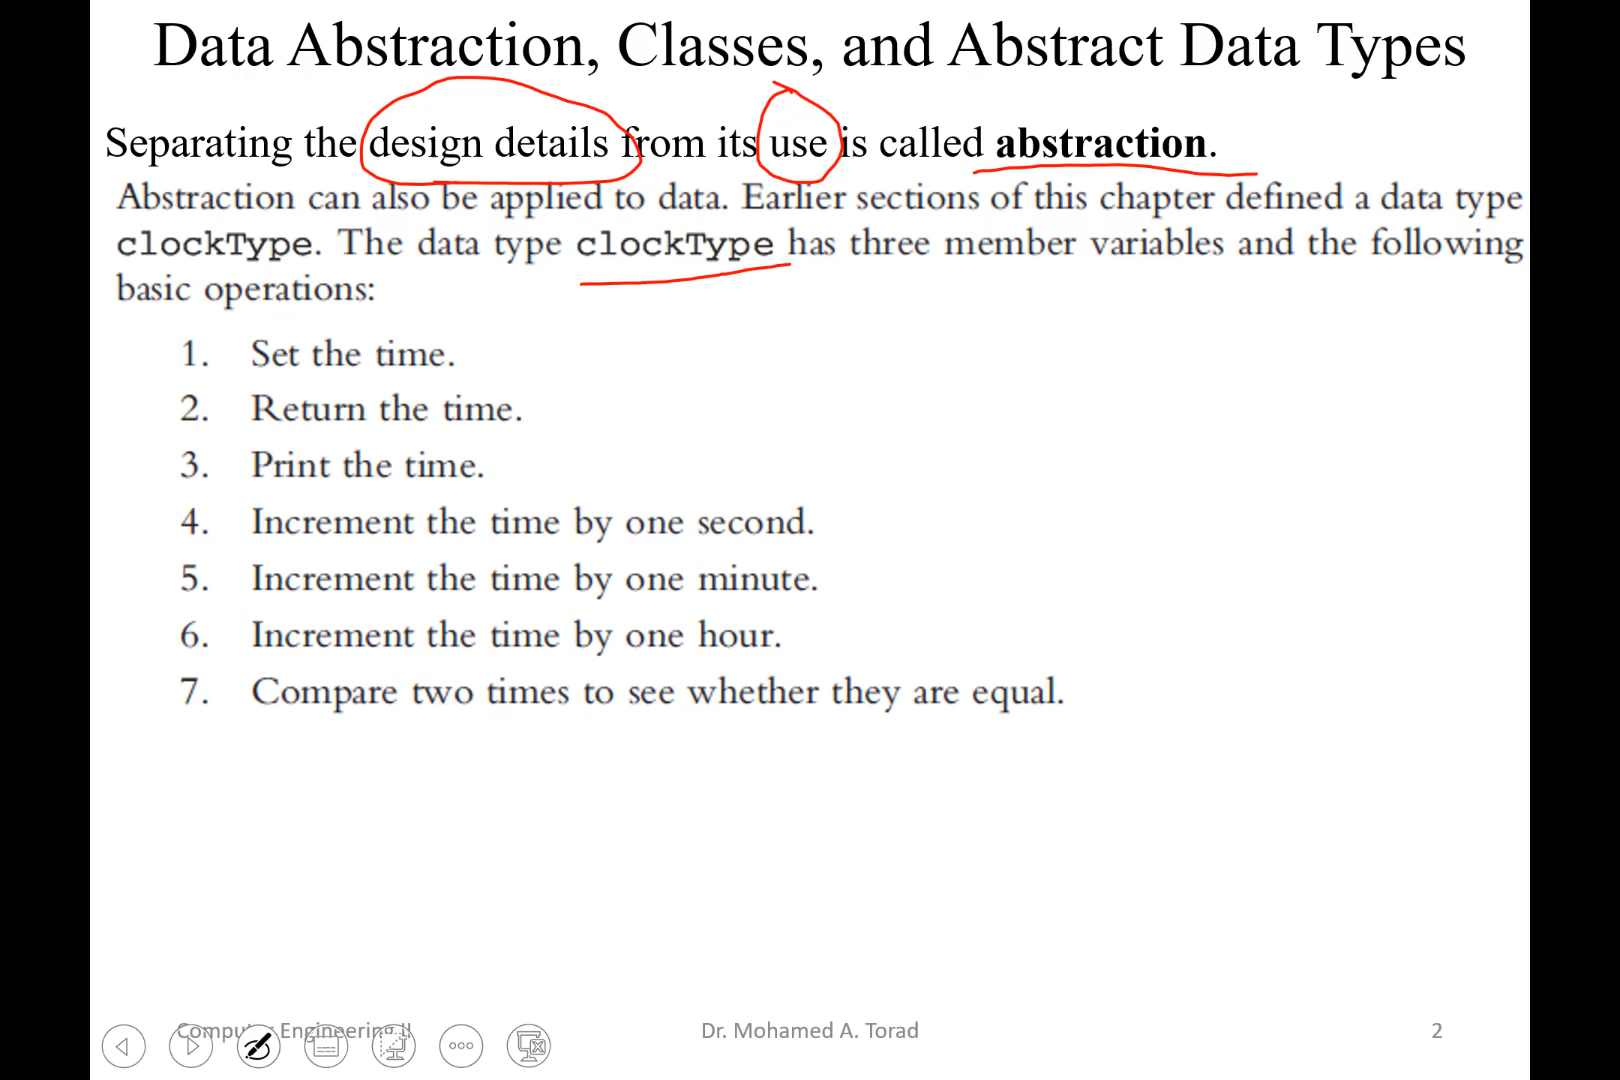 Data Abstraction, Classes, and Abstract Data Types
Separating the design details from its use is called abstraction.
Abstraction can also be applied to data. Earlier sections of this chapter defined a data type
clockType. The data type clockType has three member variables and the following
basic operations:
1. Set the time.
2. Return the time.
3. Print the time.
4. Increment the time by one second.
5. Increment the time by one minute.
6. Increment the time by one hour.
7. Compare two times to see whether they are equal.
Computer Engineering II
Dr. Mohamed A. Torad
2